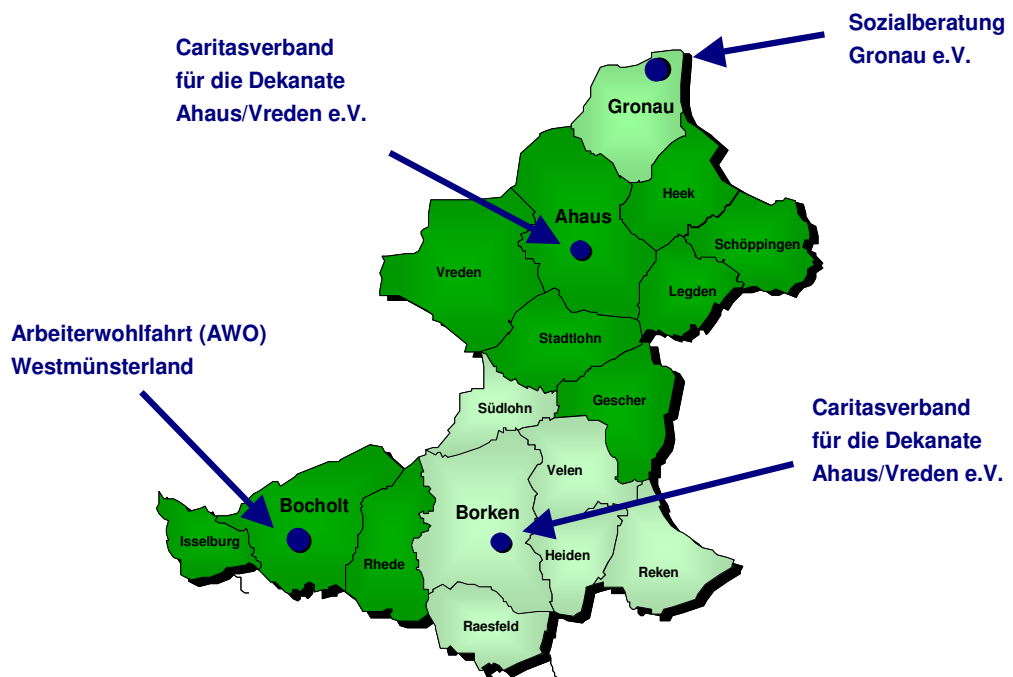 Sozialberatung
Gronau e.V.
Caritasverband
für die Dekanate
Ahaus/Vreden e.V.
Gronau
Heek
Ahaus
Schöppingen
Vreden
Legden
Stadtlohn
Arbeiterwohlfahrt (AWO)
Westmünsterland
Gescher
Südlohn
Caritasverband
für die Dekanate
Ahaus/Vreden e.V.
Velen
Bocholt
Borken
Isselburg
Heiden
Rhede
Reken
Raesfeld